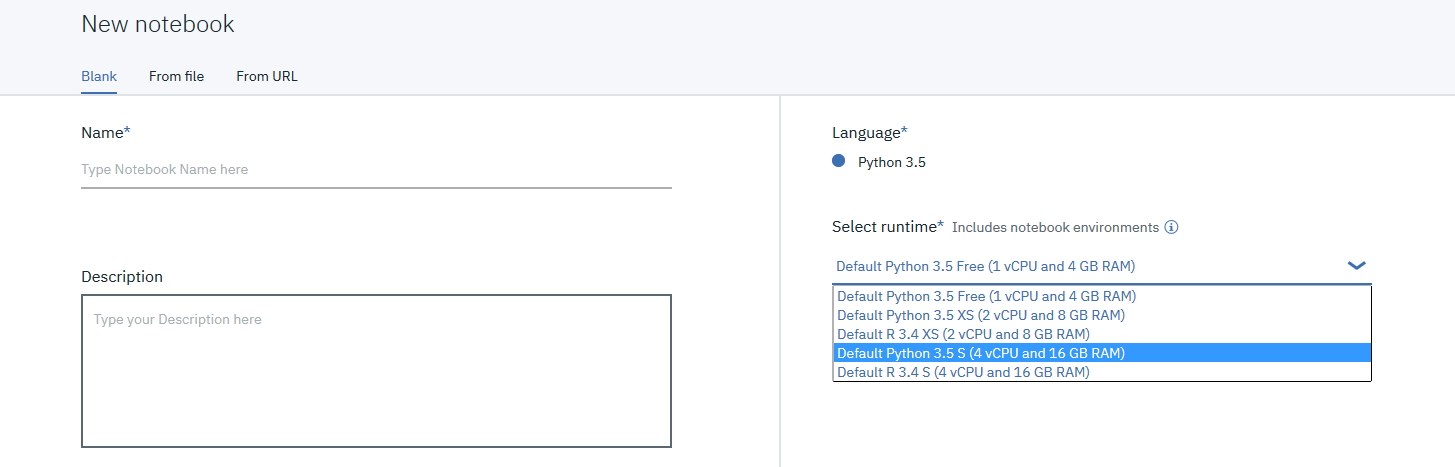 New notebook
Blank From file From URL
Name*
Type Notebook Name here
Description
Type your Description here
Language*
Python 3.5
Select runtime* Includes notebook environments
Default Python 3.5 Free (1 vCPU and 4 GB RAM)
Default Python 3.5 Free (1 vCPU and 4 GB RAM)
Default Python 3.5 XS (2 vCPU and 8 GB RAM)
Default R 3.4 XS (2 vCPU and 8 GB RAM)
Default Python 3.5 S (4 vCPU and 16 GB RAM)
Default R 3.4 S (4 vCPU and 16 GB RAM)